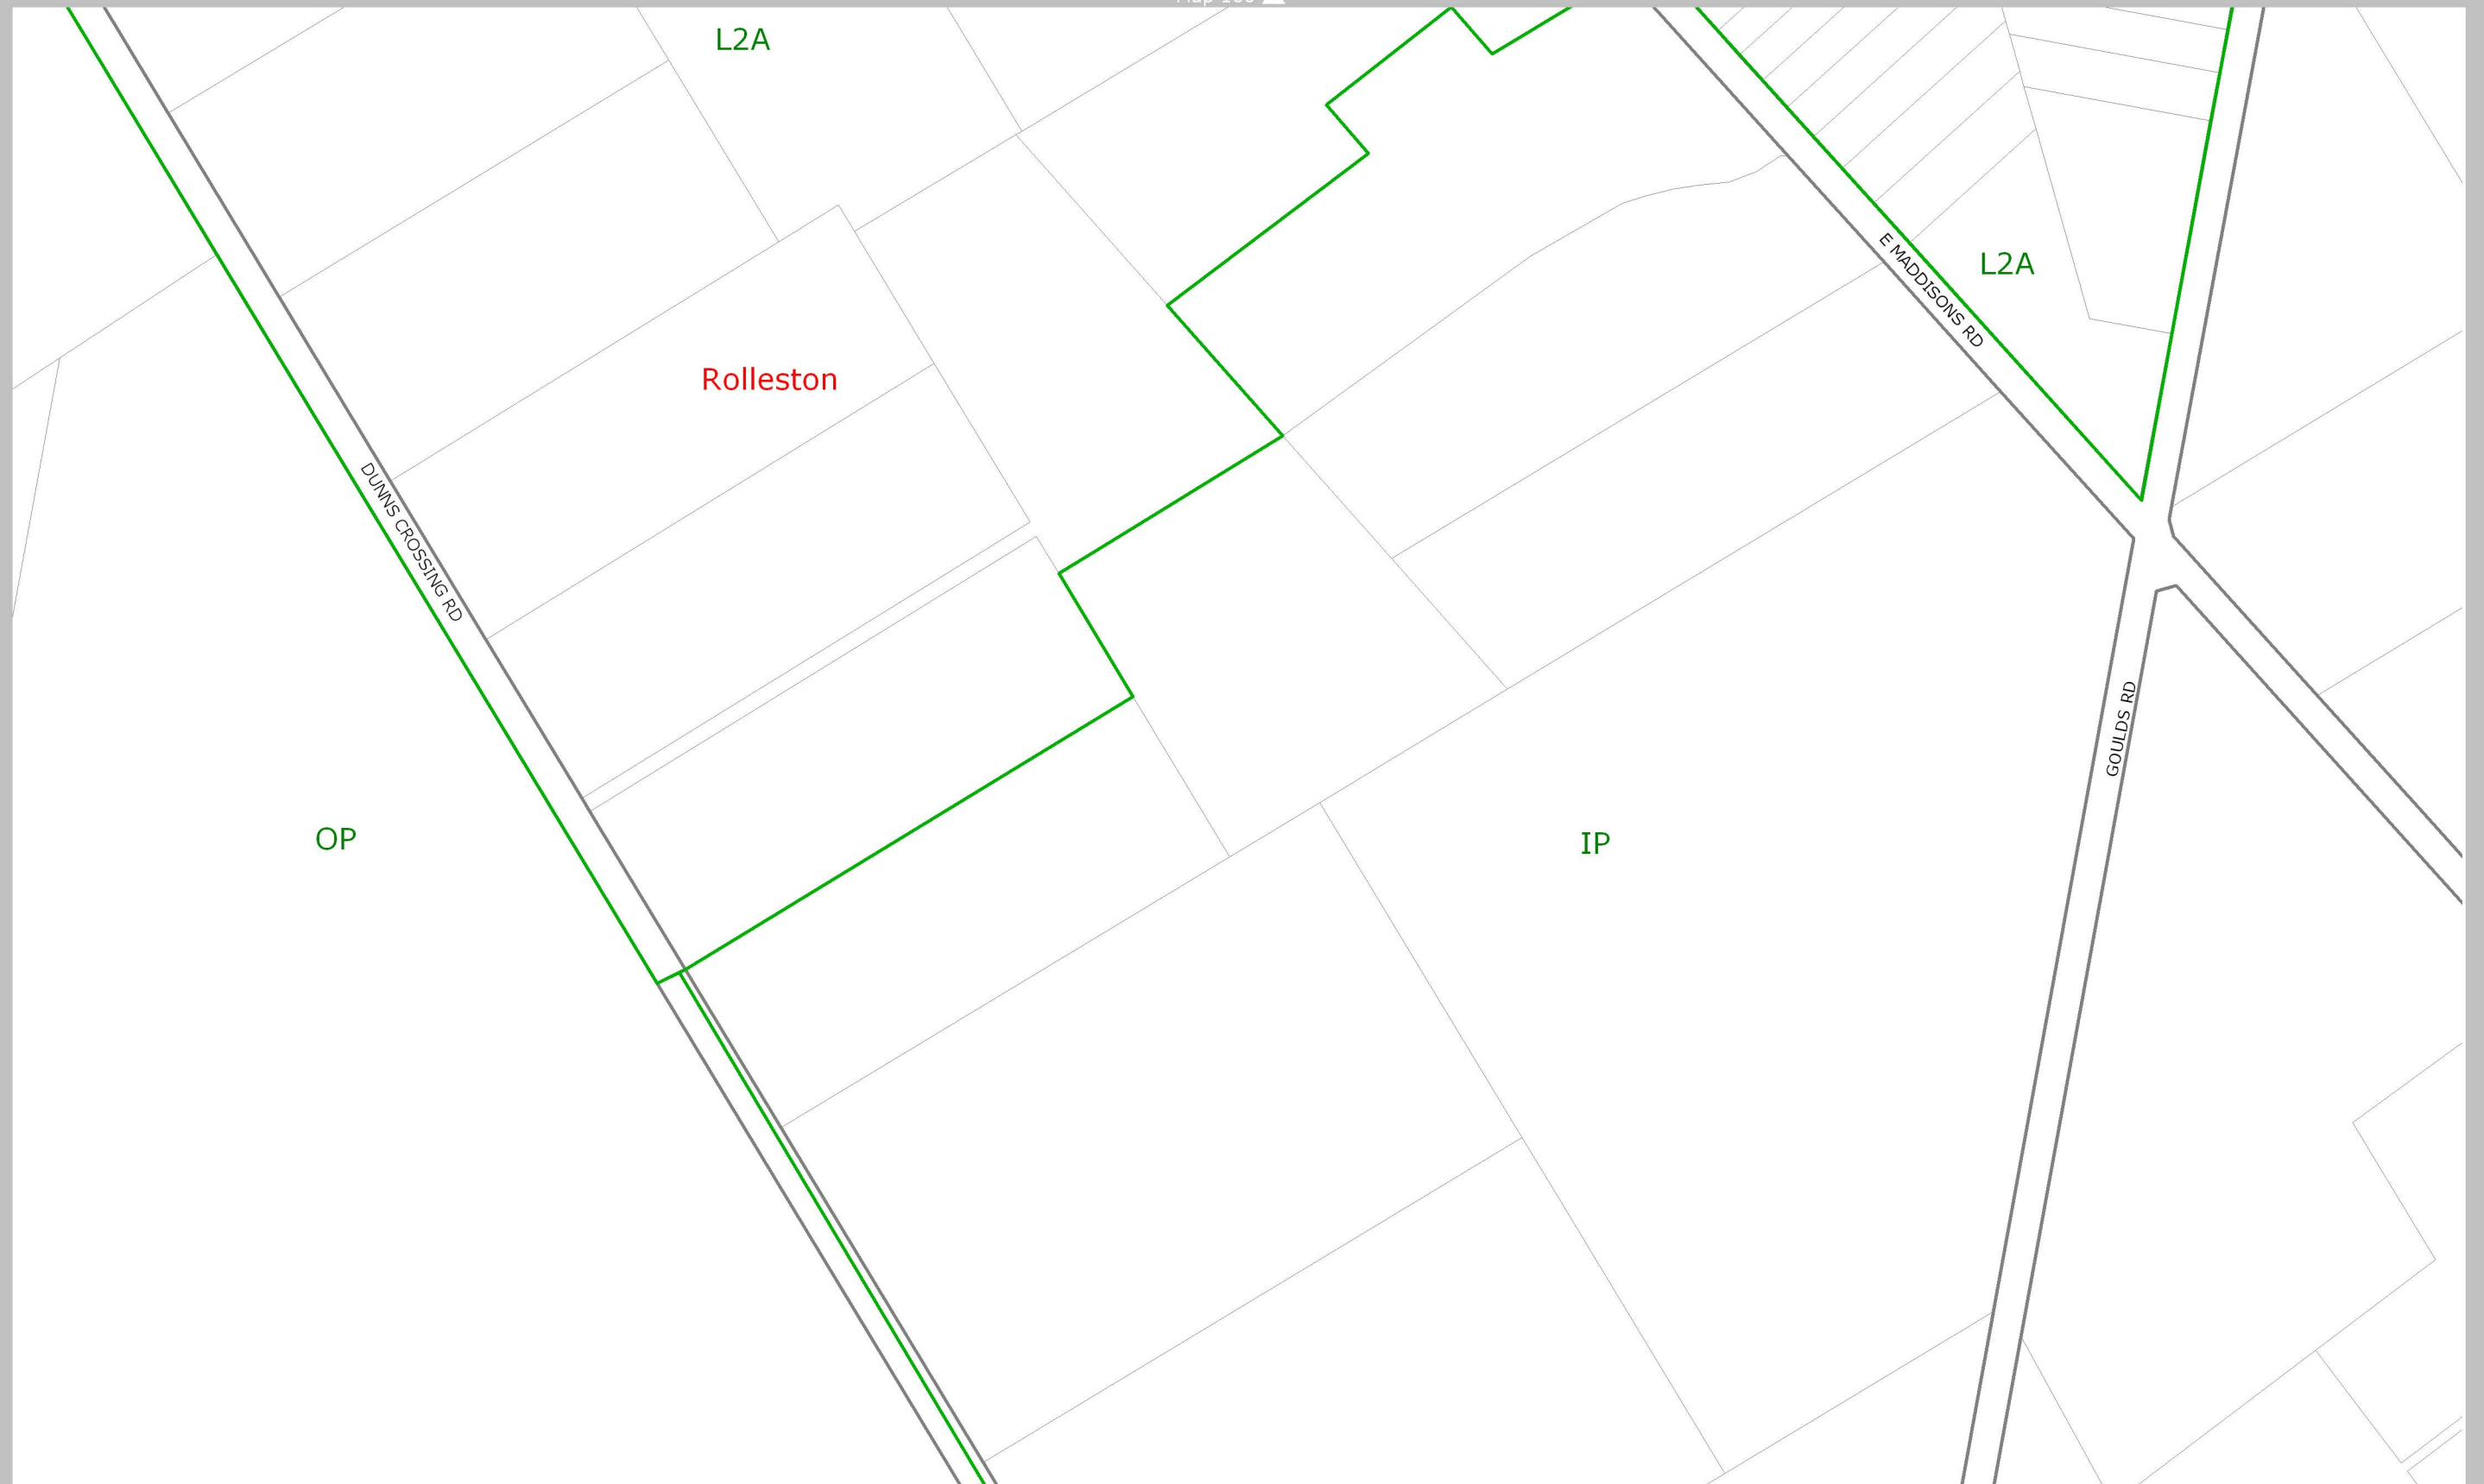 L2A
E MADDISONS RD
L2A
Rolleston
DUNNS CROSSING RD
GOULDS RD
OP
IP